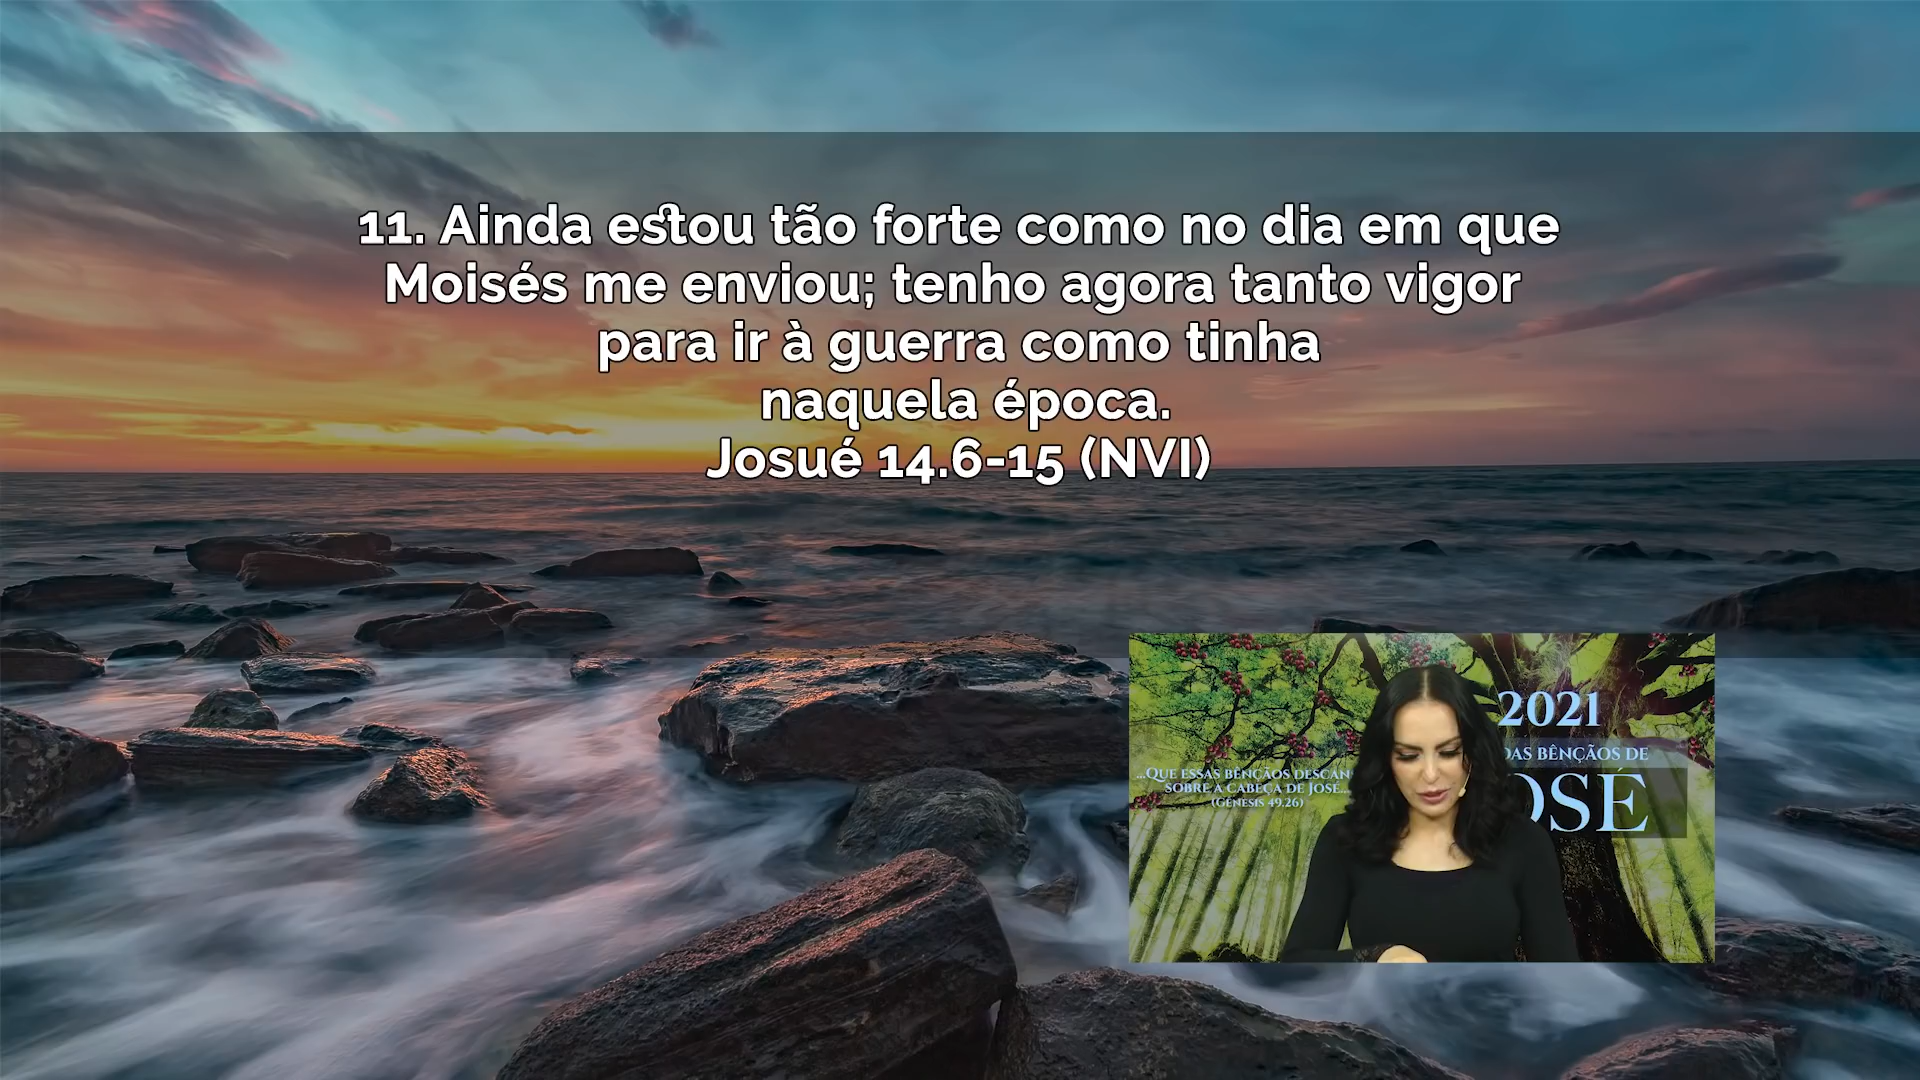 11. Ainda estou tão forte como no dia em que
Moisés me enviou; tenho agora tanto vigor
para ir à guerra como tinha
naquela época.
Josué 14.6-15 (NVI)
2021
DAS BÊNÇÃOS DE
OSÉ
...QUE ESSAS BÊNÇÃOS DESCAN
SOBRE A CABEÇA DE JOSÉ...
(GÊNESIS 49.26)